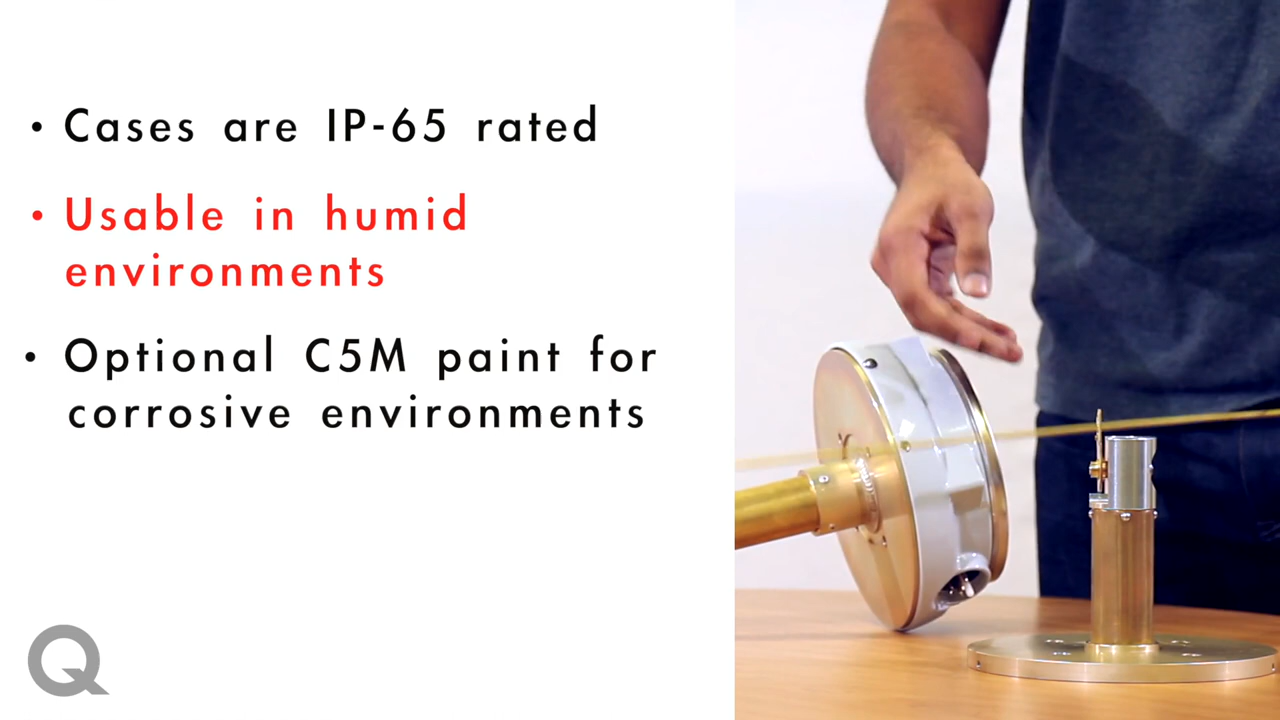 • Cases are IP-65 rated
• Usable in humid
environments
• Optional C5M paint for
corrosive environments
Q